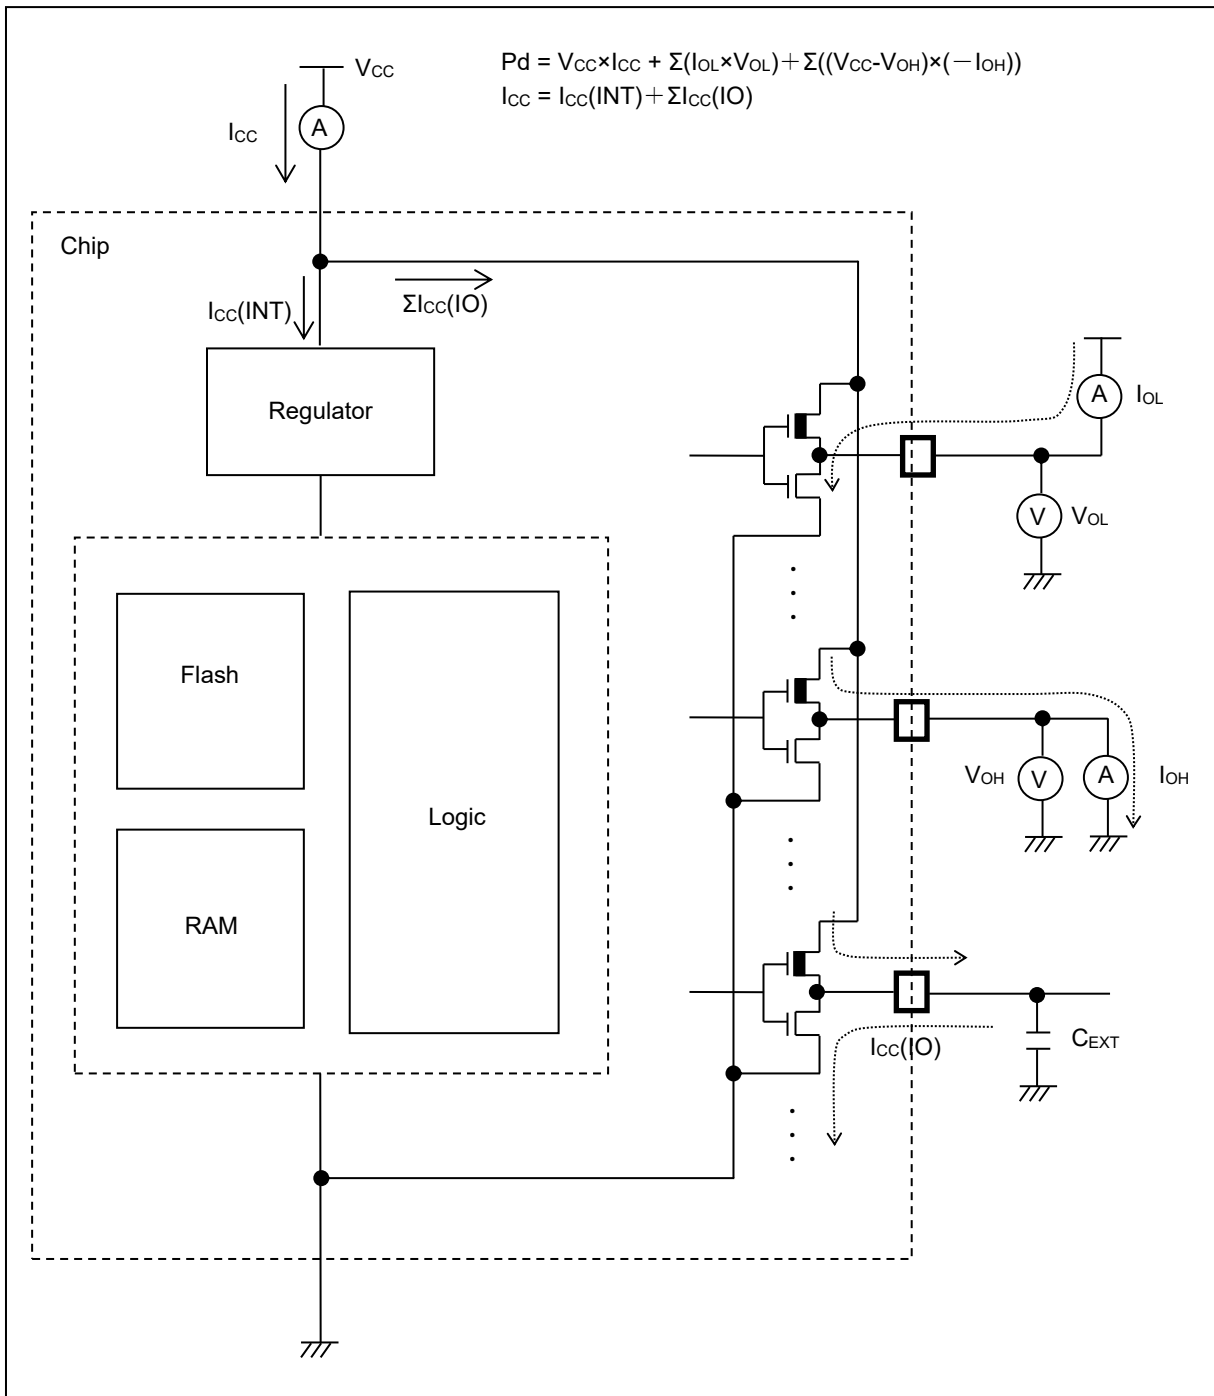 Pd = VCC×ICC + Σ(IOL×VOL)+Σ((VCC-VOH)×(-IOH))
ICC = ICC(INT)+ΣICC(IO)
VCC
ICC
A
Chip
ICC(INT)
ΣICC(IO)
Regulator
A
IOL
V
VOL
Flash
Logic
RAM
VOH
V
A
IOH
ICC(IO)
CEXT